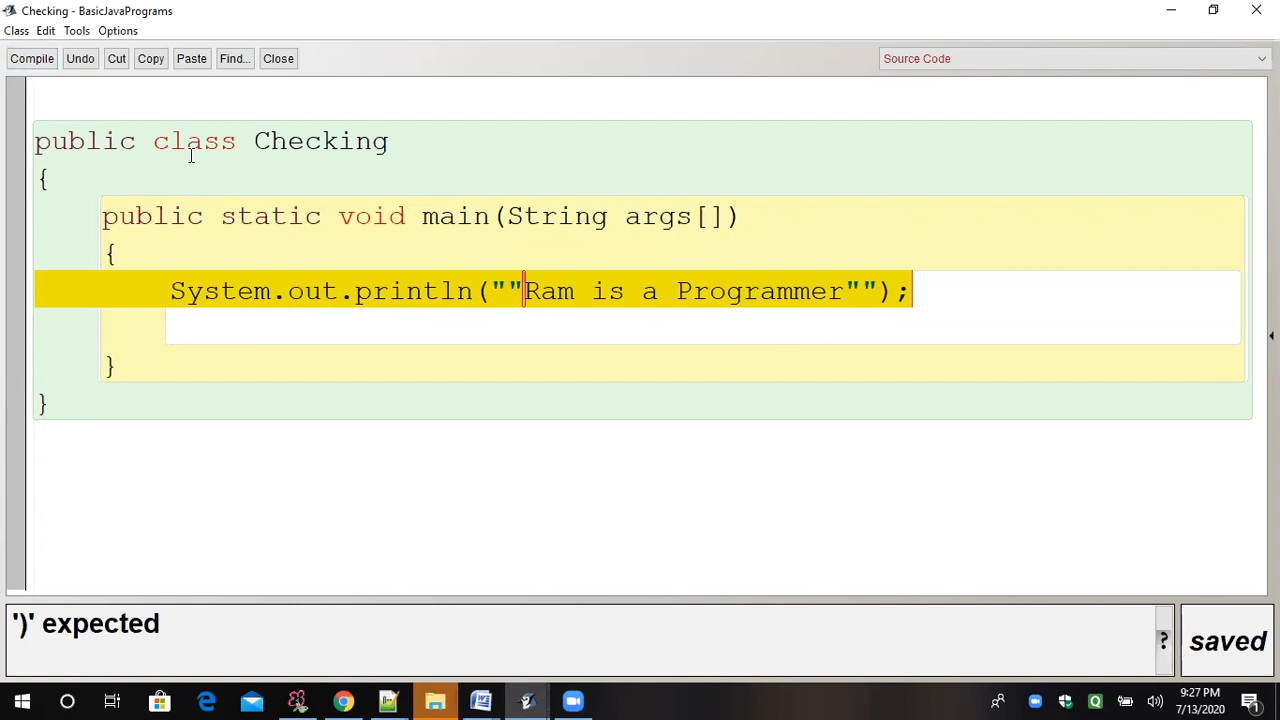 Checking - BasicJavaPrograms
Class Edit Tools Options
Compile Undo Cut Copy Paste Find... Close Source Code
public class Checking
{
public static void main(String args[])
{
System.out.println(""Ram is a Programmer"");
}
}
')' expected
? saved
9:27 PM
7/13/2020